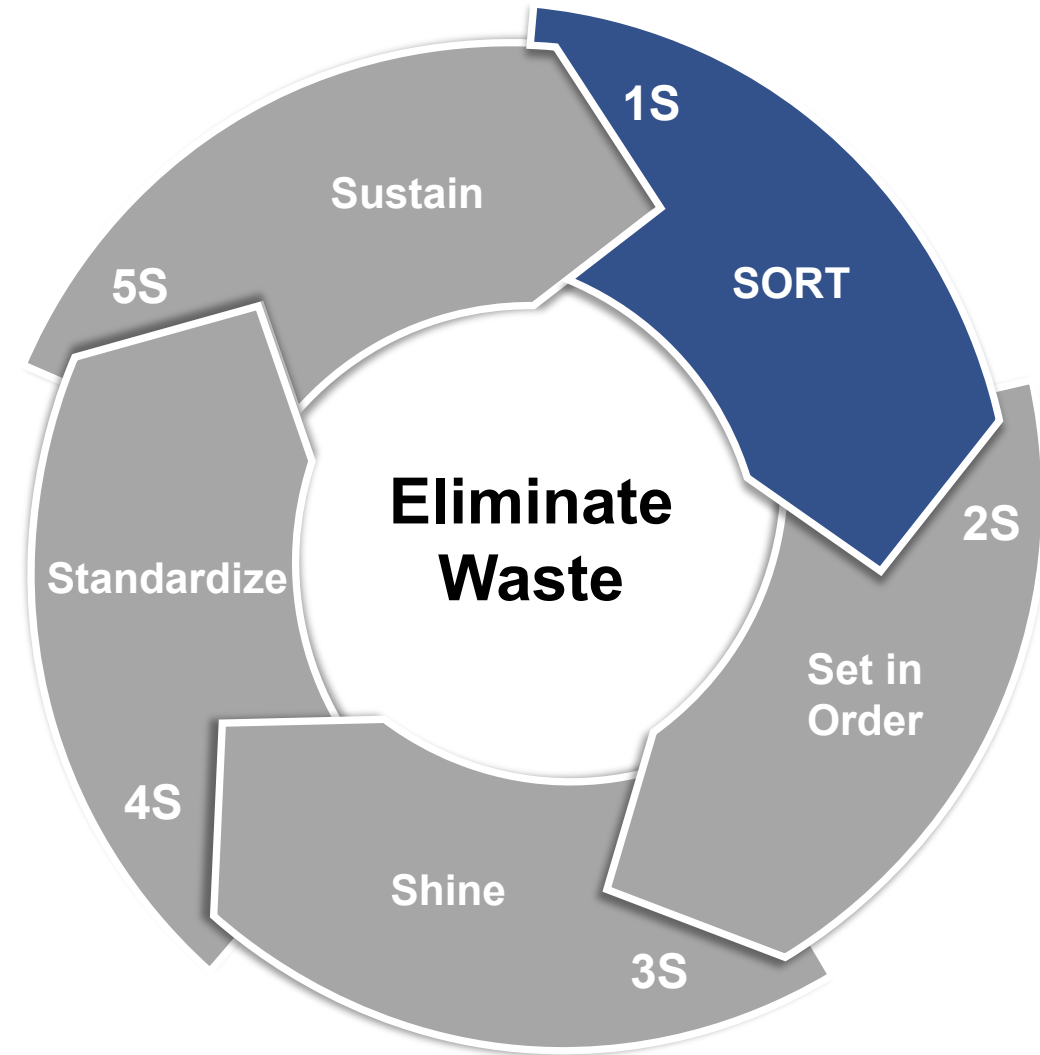 1S
SORT
2S
Set in
Order
3S
Shine
4S
Standardize
5S
Sustain
Eliminate
Waste